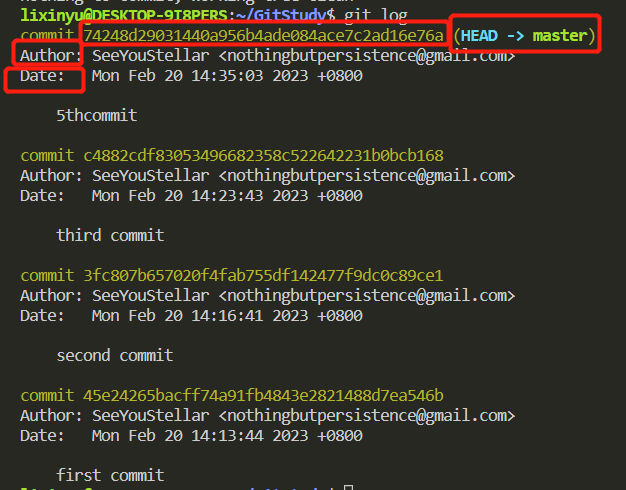 lixinyu@DESKTOP-9I8PERS:~/GitStudy$ git log
commit 74248d29031440a956b4ade084ace7c2ad16e76a (HEAD -> master)
Author: SeeYouStellar <nothingbutpersistence@gmail.com>
Date:   Mon Feb 20 14:35:03 2023 +0800
5thcommit
commit c4882cdf83053496682358c522642231b0bcb168
Author: SeeYouStellar <nothingbutpersistence@gmail.com>
Date:   Mon Feb 20 14:23:43 2023 +0800
third commit
commit 3fc807b657020f4fab755df142477f9dc0c89ce1
Author: SeeYouStellar <nothingbutpersistence@gmail.com>
Date:   Mon Feb 20 14:16:41 2023 +0800
second commit
commit 45e24265bacff74a91fb4843e2821488d7ea546b
Author: SeeYouStellar <nothingbutpersistence@gmail.com>
Date:   Mon Feb 20 14:13:44 2023 +0800
first commit